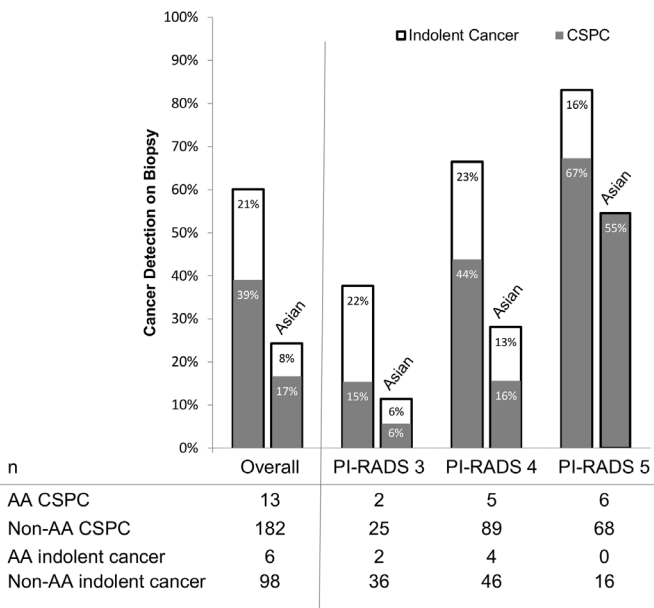 100%
90%
80%
70%
60%
50%
40%
30%
20%
10%
0%
Cancer Detection on Biopsy
Indolent Cancer CSPC
21%
39%
Asian
8%
17%
22%
15%
Asian
6%
6%
23%
44%
Asian
13%
16%
16%
67%
Asian
55%
n Overall PI-RADS 3 PI-RADS 4 PI-RADS 5
AA CSPC 13 2 5 6
Non-AA CSPC 182 25 89 68
AA indolent cancer 6 2 4 0
Non-AA indolent cancer 98 36 46 16